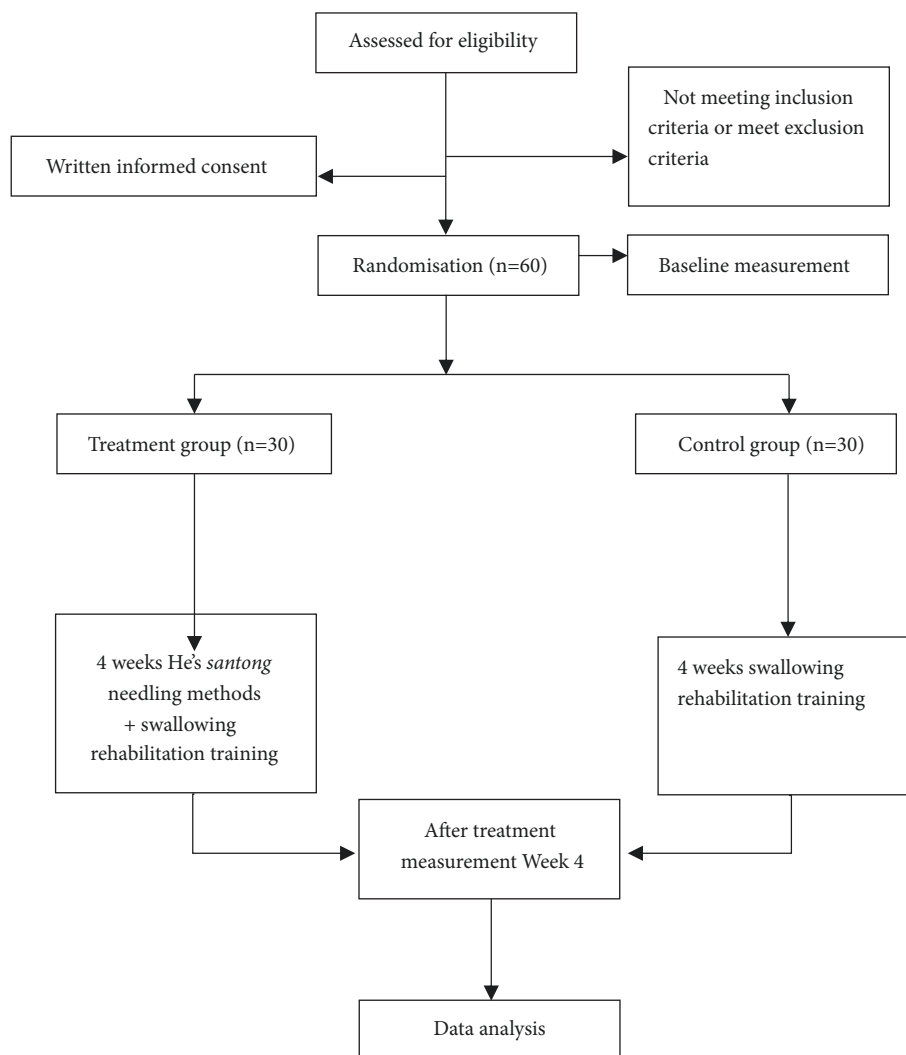 Assessed for eligibility
Not meeting inclusion
criteria or meet exclusion
criteria
Written informed consent
Randomisation (n=60)
Baseline measurement
Treatment group (n=30)
Control group (n=30)
4 weeks He's santong
needling methods
+ swallowing
rehabilitation training
4 weeks swallowing
rehabilitation training
After treatment
measurement Week 4
Data analysis